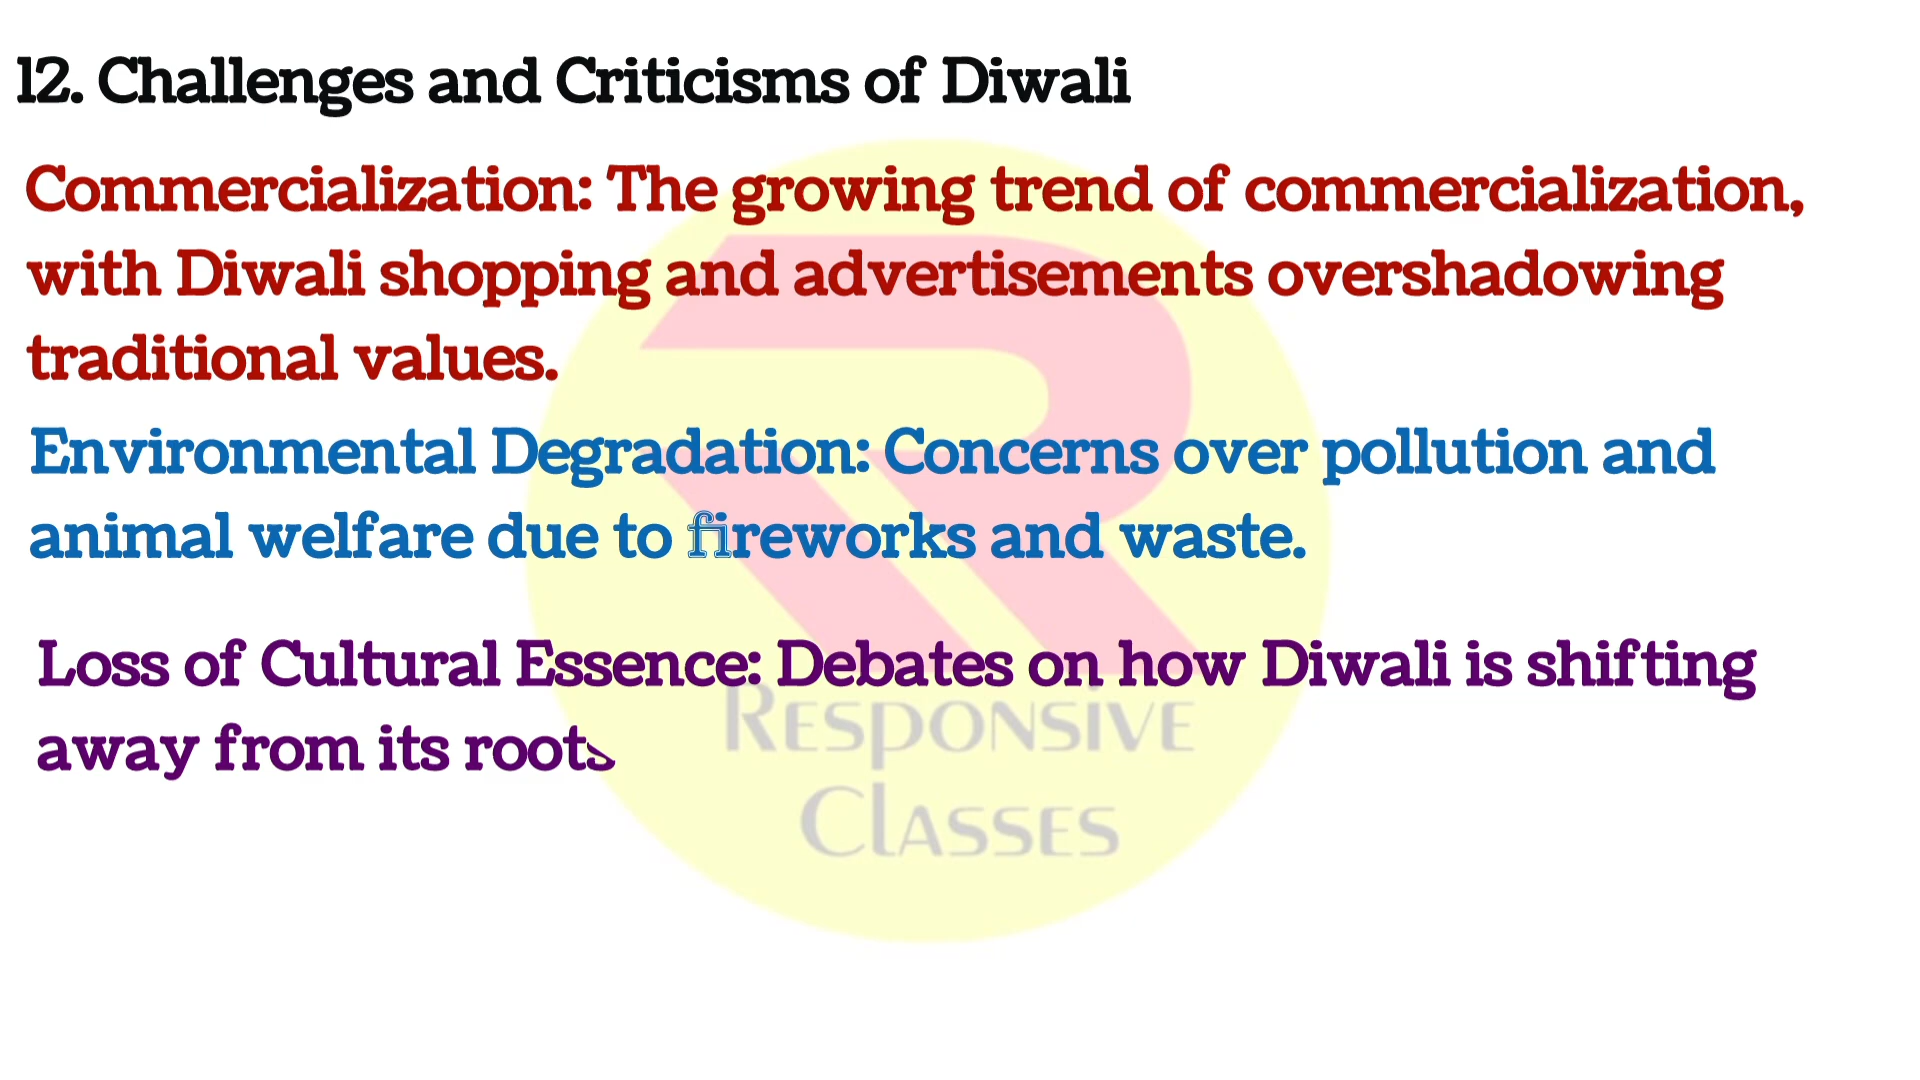 12. Challenges and Criticisms of Diwali
Commercialization: The growing trend of commercialization,
with Diwali shopping and advertisements overshadowing
traditional values.
Environmental Degradation: Concerns over pollution and
animal welfare due to fireworks and waste.
Loss of Cultural Essence: Debates on how Diwali is shifting
away from its roots
RESPONSIVE
CLASSES